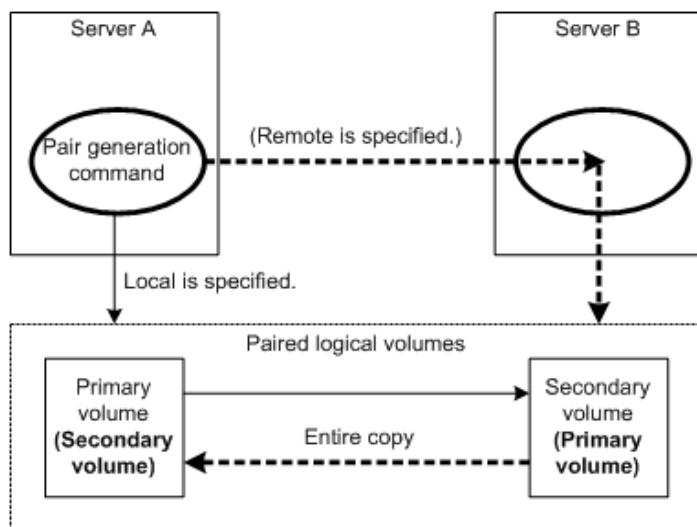 Server A
Server B
Pair generation
command
(Remote is specified.)
Local is specified.
Paired logical volumes
Primary
volume
(Secondary
volume)
Entire copy
Secondary
volume
(Primary
volume)